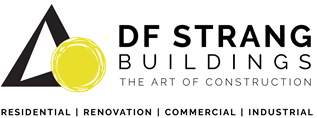 DF STRANG
BUILDINGS
THE ART OF CONSTRUCTION
RESIDENTIAL | RENOVATION | COMMERCIAL | INDUSTRIAL